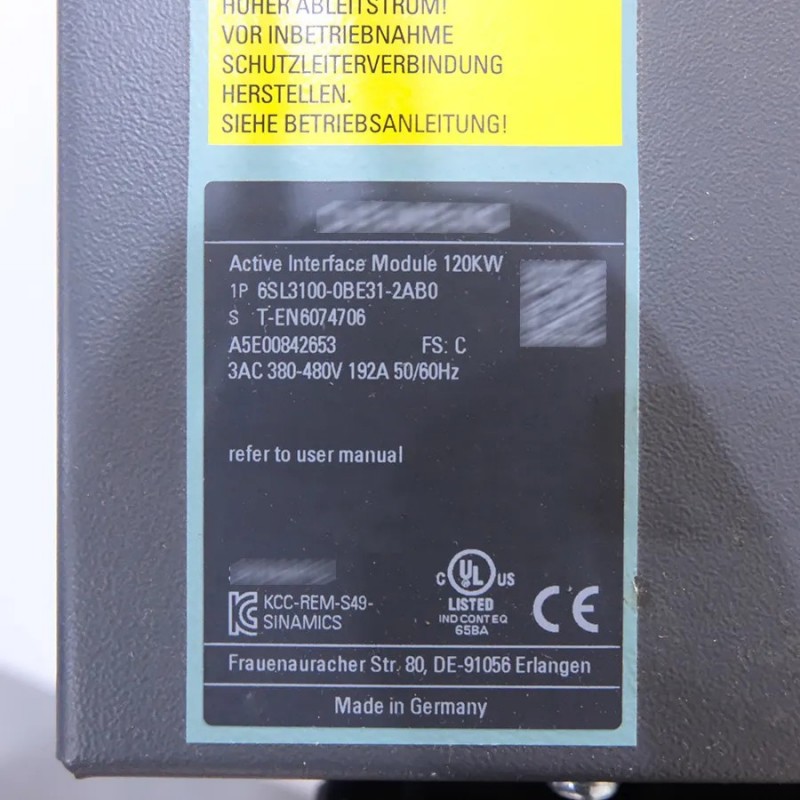 HOHER ABLEITSTROM!
VOR INBETRIEBNAHME
SCHUTZLEITERVERBINDUNG
HERSTELLEN.
SIEHE BETRIEBSANLEITUNG!
Active Interface Module 120KW
1P 6SL3100-0BE31-2AB0
S T-EN6074706
A5E00842653 FS: C
3AC 380-480V 192A 50/60Hz
refer to user manual
KCC-REM-S49-
SINAMICS
C UL US
LISTED
IND CONT EQ
65BA
CE
Frauenauracher Str. 80, DE-91056 Erlangen
Made in Germany